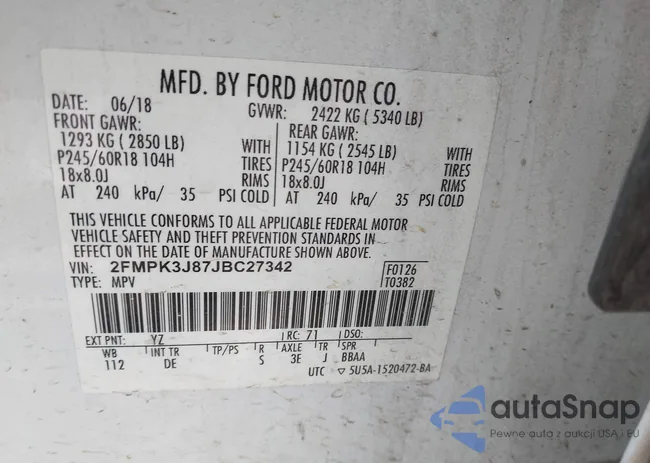 MFD. BY FORD MOTOR CO.
DATE: 06/18 GVWR: 2422 KG ( 5340 LB)
FRONT GAWR: REAR GAWR:
1293 KG ( 2850 LB) WITH 1154 KG ( 2545 LB) WITH
P245/60R18 104H TIRES P245/60R18 104H TIRES
18x8.0J RIMS 18x8.0J RIMS
AT 240 kPa/ 35 PSI COLD AT 240 kPa/ 35 PSI COLD
THIS VEHICLE CONFORMS TO ALL APPLICABLE FEDERAL MOTOR
VEHICLE SAFETY AND THEFT PREVENTION STANDARDS IN
EFFECT ON THE DATE OF MANUFACTURE SHOWN ABOVE.
VIN: 2FMPK3J87JBC27342 F0126
TYPE: MPV T0382
EXT PNT: YZ RC: 71 DSO:
WB INT TR TP/PS R AXLE TR SPR
112 DE S 3E J BBAA
UTC ▽ 5U5A-1520472-BA
autoSnap
Pewne auta z aukcji USA i EU